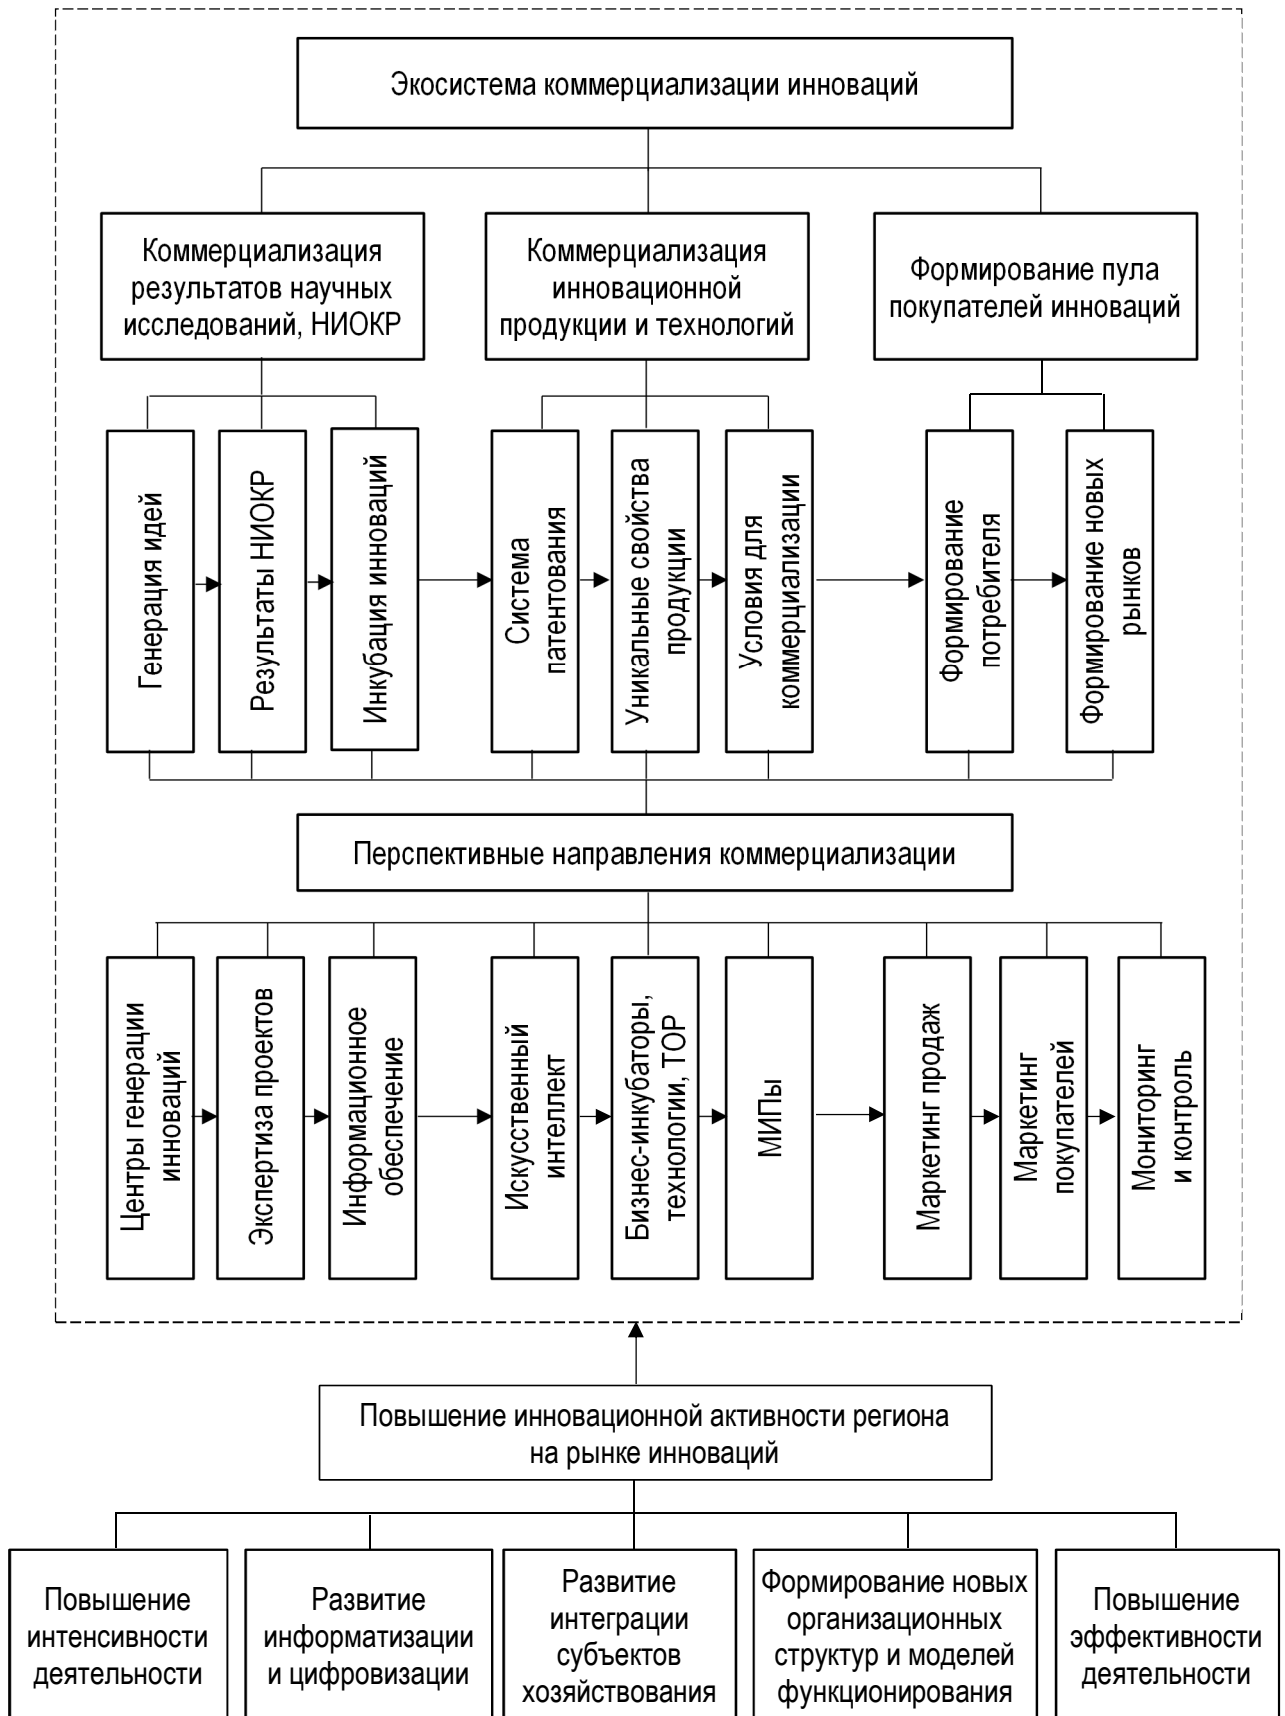 Экосистема коммерциализации инноваций
Коммерциализация
результатов научных
исследований, НИОКР
Коммерциализация
инновационной
продукции и технологий
Формирование пула
покупателей инноваций
Генерация идей
Результаты НИОКР
Инкубация инноваций
Система
патентования
Уникальные свойства
продукции
Условия для
коммерциализации
Формирование
потребителя
Формирование новых
рынков
Перспективные направления коммерциализации
Центры генерации
инноваций
Экспертиза проектов
Информационное
обеспечение
Искусственный
интеллект
Бизнес-инкубаторы,
технологии, ТОР
МИПы
Маркетинг продаж
Маркетинг
покупателей
Мониторинг
и контроль
Повышение инновационной активности региона
на рынке инноваций
Повышение
интенсивности
деятельности
Развитие
информатизации
и цифровизации
Развитие
интеграции
субъектов
хозяйствования
Формирование новых
организационных
структур и моделей
функционирования
Повышение
эффективности
деятельности